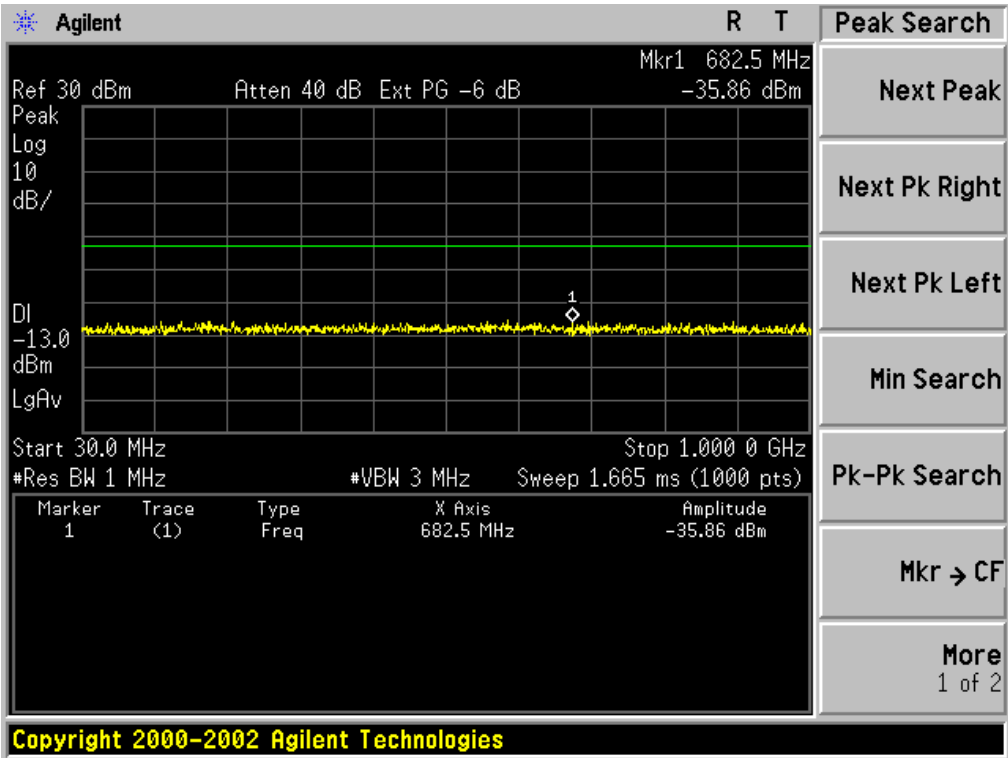 Agilent R T Peak Search
Mkr1 682.5 MHz
Ref 30 dBm Atten 40 dB Ext PG -6 dB -35.86 dBm
Peak
Log
10
dB/
1
DI
-13.0
dBm
LgAv
Start 30.0 MHz Stop 1.000 0 GHz
#Res BW 1 MHz #VBW 3 MHz Sweep 1.665 ms (1000 pts)
Marker Trace Type X Axis Amplitude
1 (1) Freq 682.5 MHz -35.86 dBm
Next Peak
Next Pk Right
Next Pk Left
Min Search
Pk-Pk Search
Mkr → CF
More
1 of 2
Copyright 2000-2002 Agilent Technologies